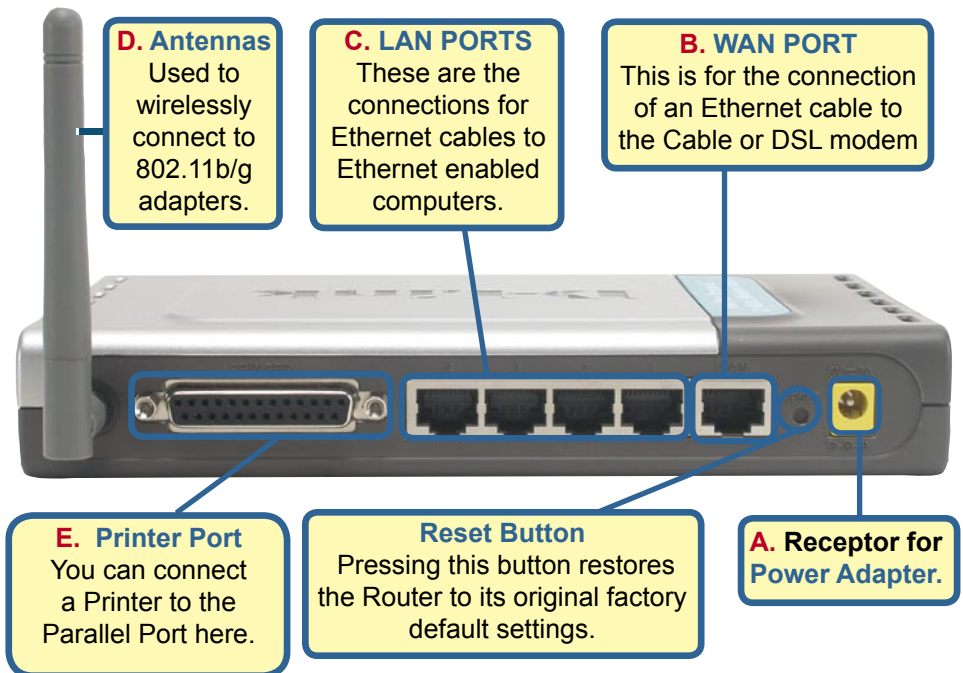 D. Antennas
Used to
wirelessly
connect to
802.11b/g
adapters.
C. LAN PORTS
These are the
connections for
Ethernet cables to
Ethernet enabled
computers.
B. WAN PORT
This is for the connection
of an Ethernet cable to
the Cable or DSL modem
D-Link
PRINTER
E. Printer Port
You can connect
a Printer to the
Parallel Port here.
Reset Button
Pressing this button restores
the Router to its original factory
default settings.
A. Receptor for
Power Adapter.